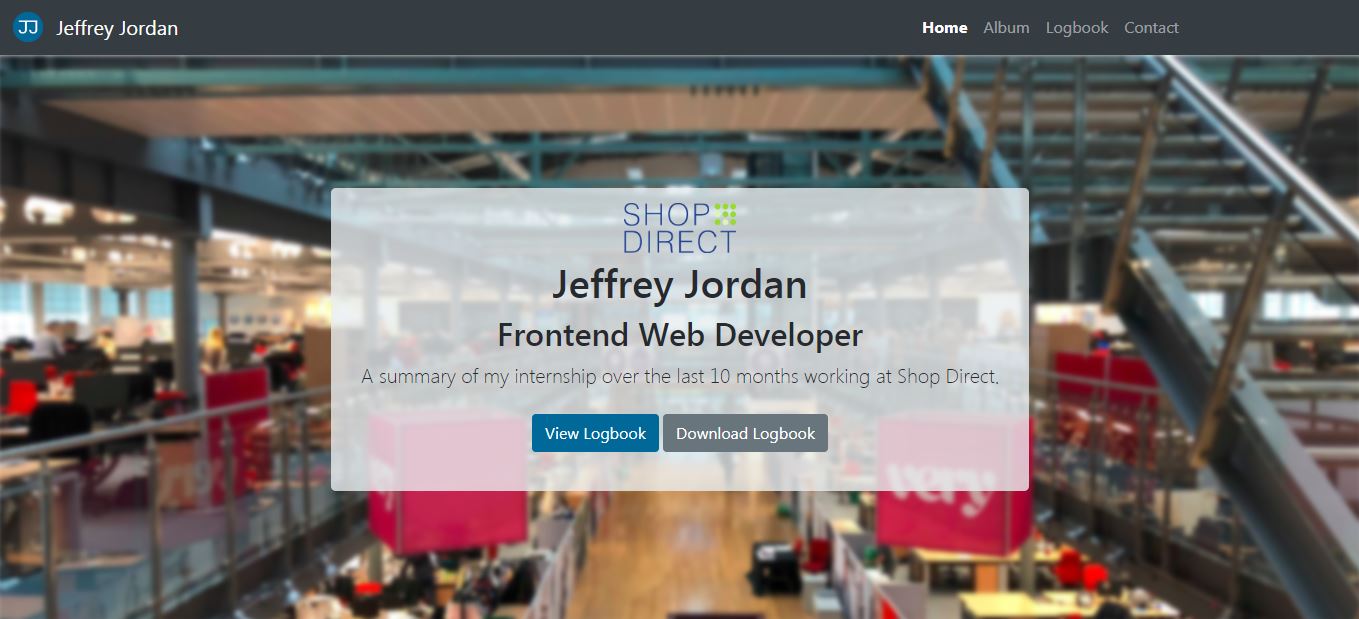 JJ Jeffrey Jordan
Home Album Logbook Contact
SHOP
DIRECT
Jeffrey Jordan
Frontend Web Developer
A summary of my internship over the last 10 months working at Shop Direct.
View Logbook Download Logbook
very